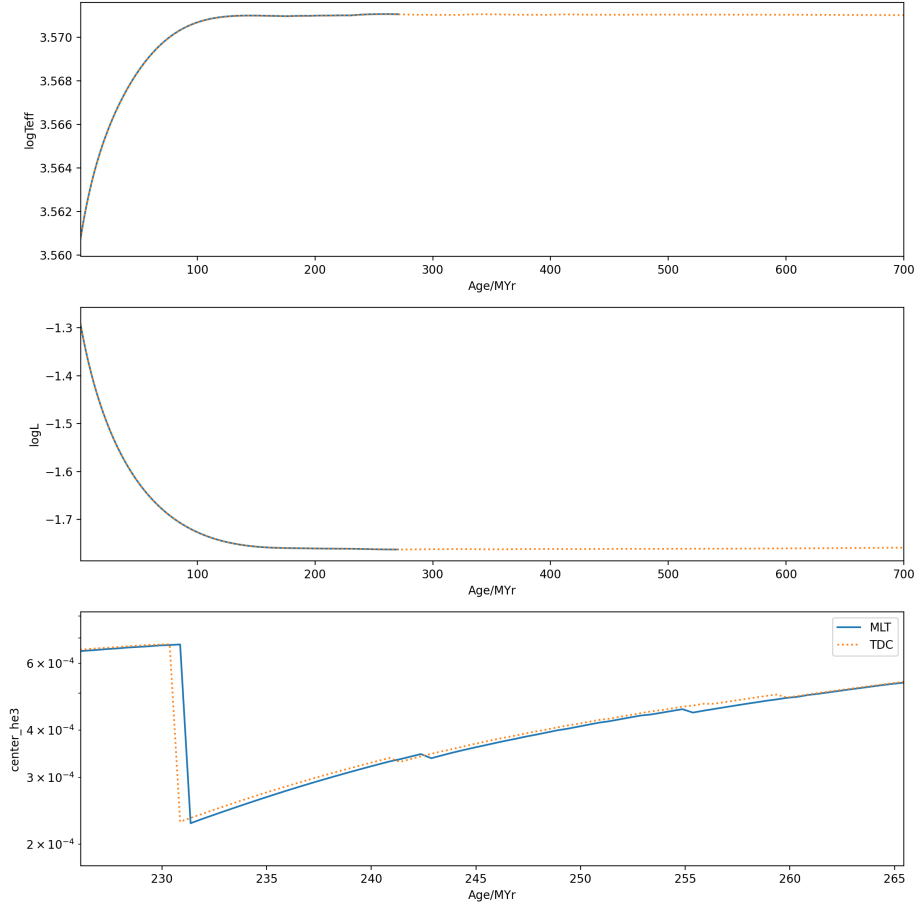 3.570
3.568
3.566
3.564
3.562
3.560
logTeff
100 200 300 400 500 600 700
Age/MYr
−1.3
−1.4
−1.5
−1.6
−1.7
logL
100 200 300 400 500 600 700
Age/MYr
MLT
TDC
6 × 10⁻⁴
4 × 10⁻⁴
3 × 10⁻⁴
2 × 10⁻⁴
center_he3
230 235 240 245 250 255 260 265
Age/MYr